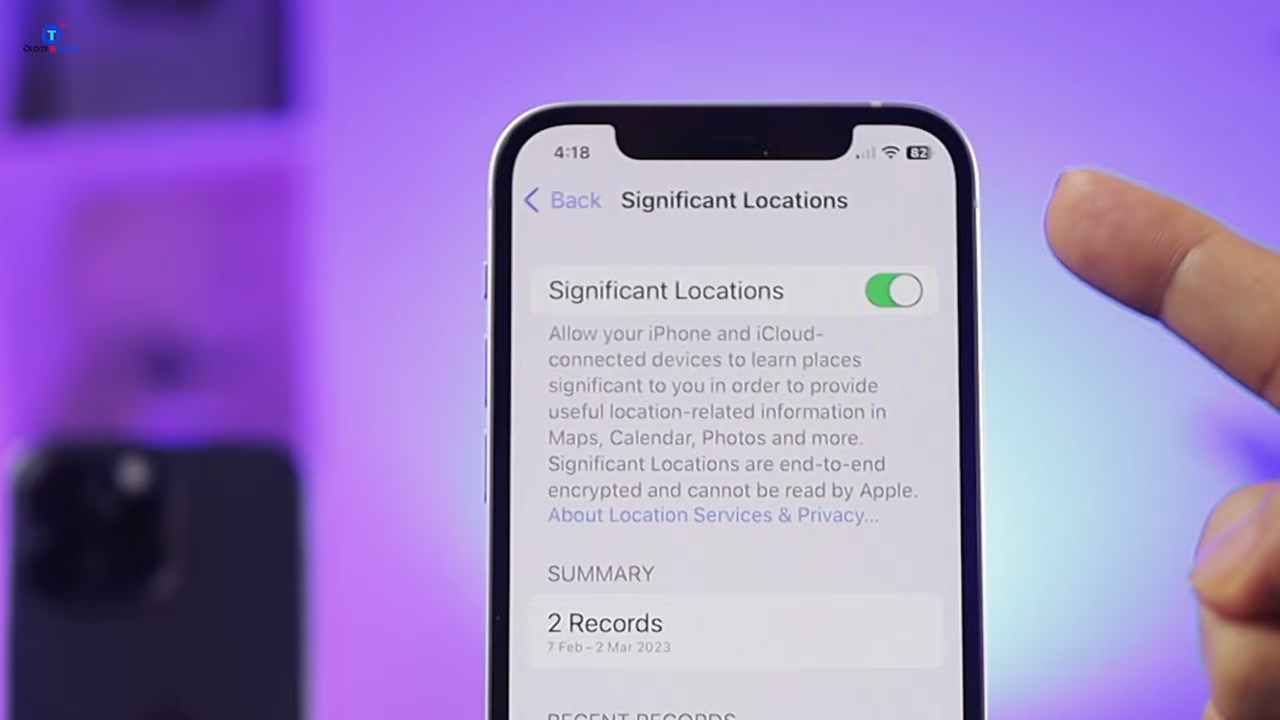 T
4:18
82
Back Significant Locations
Significant Locations
Allow your iPhone and iCloud-
connected devices to learn places
significant to you in order to provide
useful location-related information in
Maps, Calendar, Photos and more.
Significant Locations are end-to-end
encrypted and cannot be read by Apple.
About Location Services & Privacy...
SUMMARY
2 Records
7 Feb – 2 Mar 2023
RECENT RECORDS